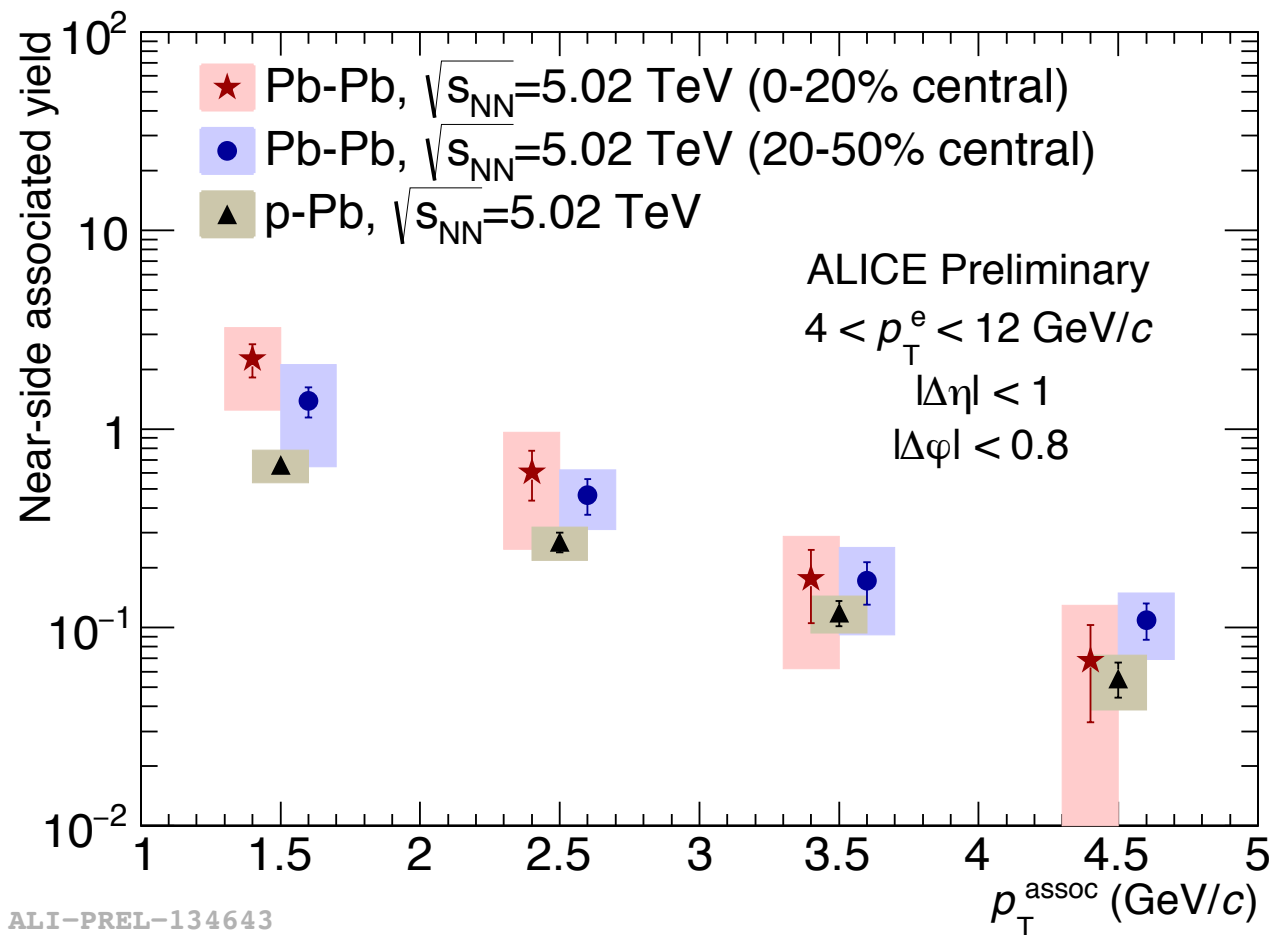 Near-side associated yield
10²
10
1
10⁻¹
10⁻²
Pb-Pb, √sNN=5.02 TeV (0-20% central)
Pb-Pb, √sNN=5.02 TeV (20-50% central)
p-Pb, √sNN=5.02 TeV
ALICE Preliminary
4 < pTᵉ < 12 GeV/c
|Δη| < 1
|Δφ| < 0.8
1 1.5 2 2.5 3 3.5 4 4.5 5
pT^assoc (GeV/c)
ALI-PREL-134643